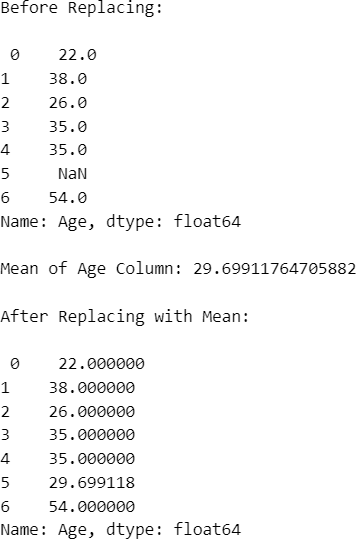 Before Replacing:
0    22.0
1    38.0
2    26.0
3    35.0
4    35.0
5     NaN
6    54.0
Name: Age, dtype: float64
Mean of Age Column: 29.69911764705882
After Replacing with Mean:
0    22.000000
1    38.000000
2    26.000000
3    35.000000
4    35.000000
5    29.699118
6    54.000000
Name: Age, dtype: float64